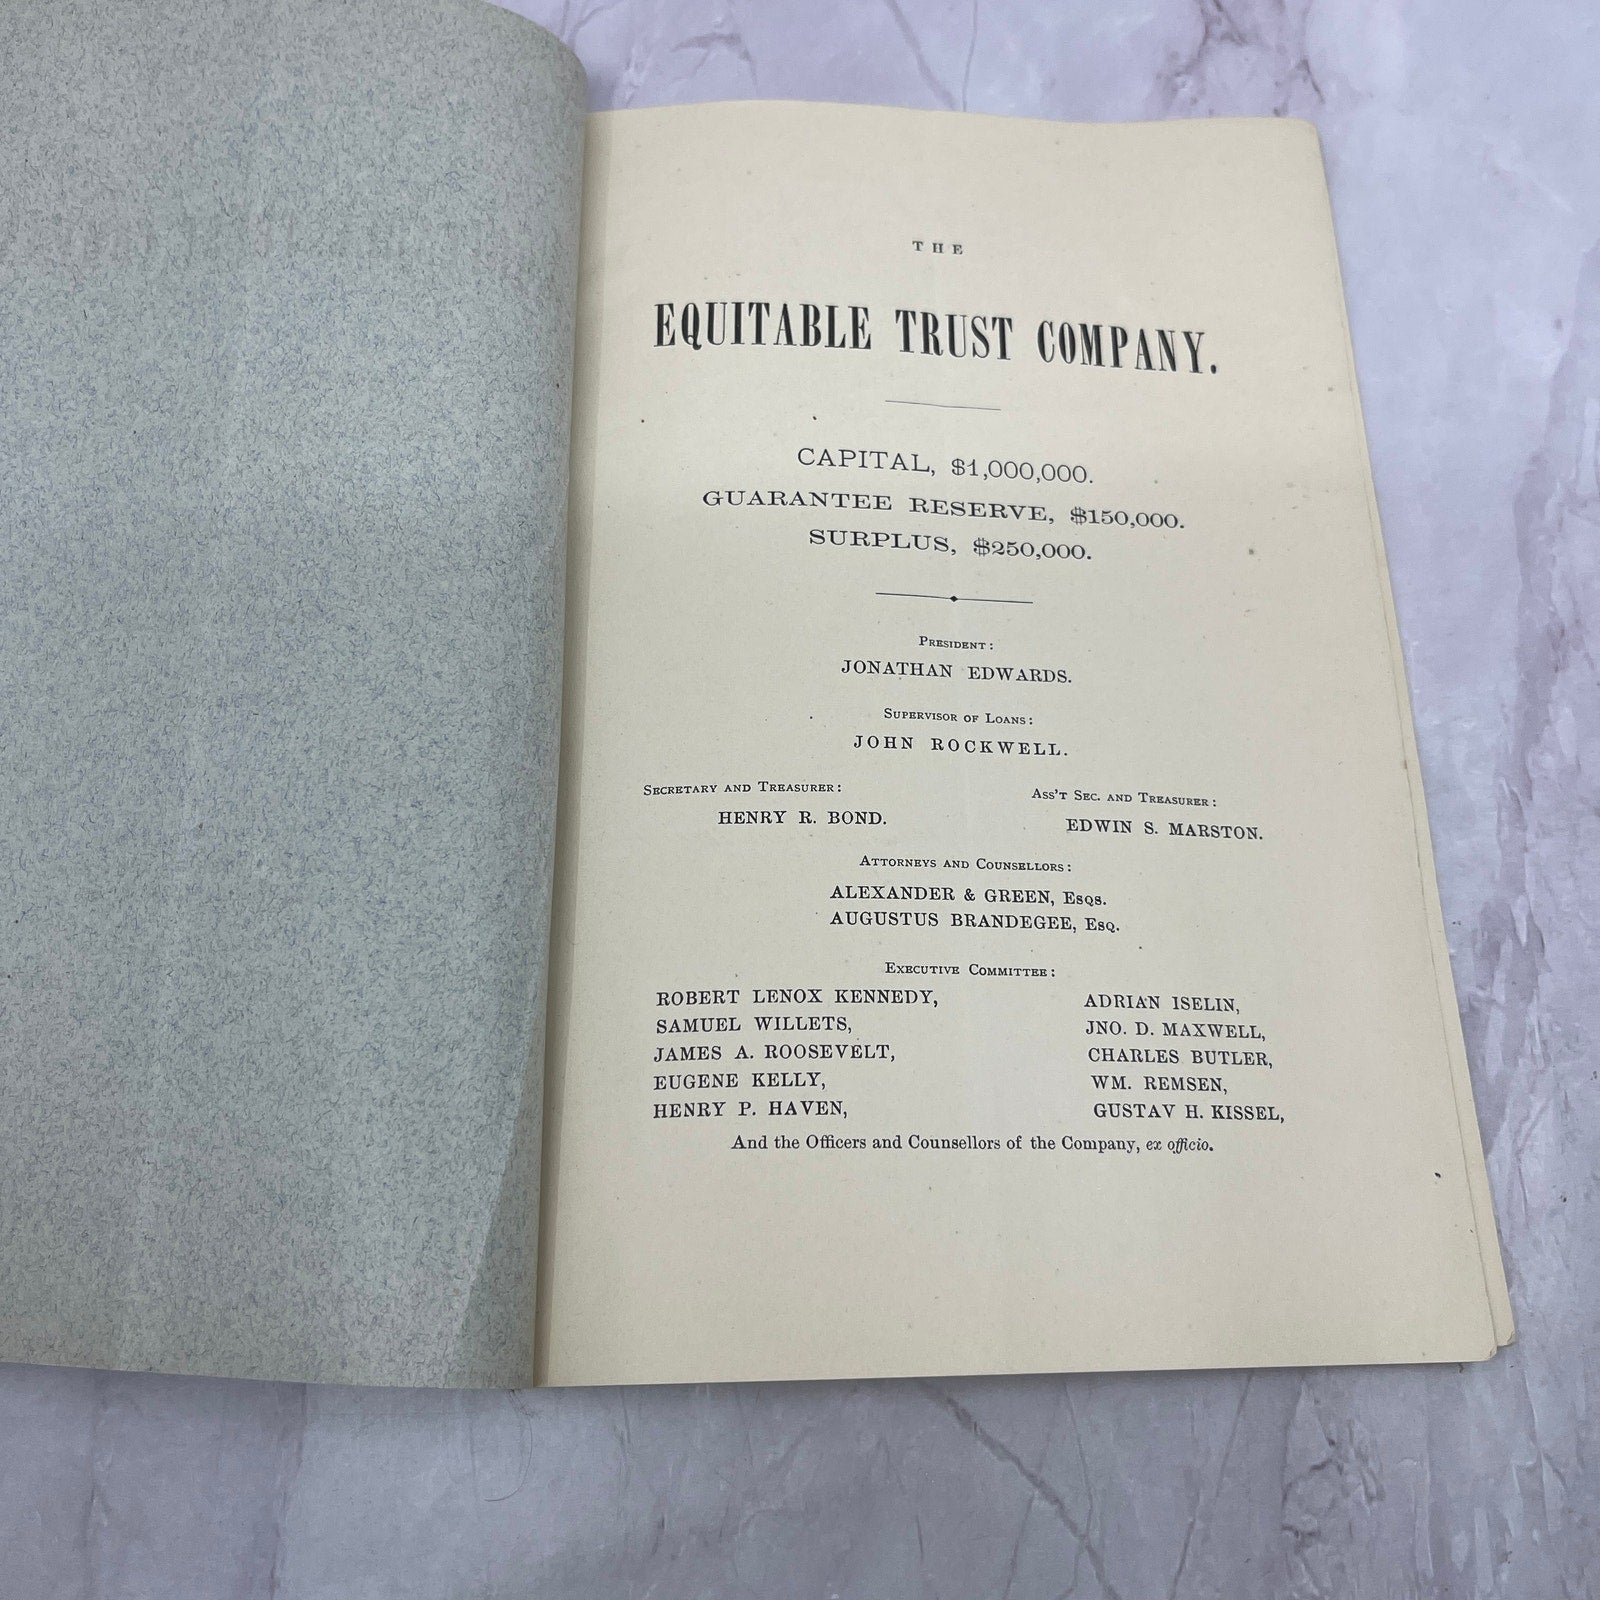 THE
EQUITABLE TRUST COMPANY.
CAPITAL, $1,000,000.
GUARANTEE RESERVE, $150,000.
SURPLUS, $250,000.
PRESIDENT:
JONATHAN EDWARDS.
SUPERVISOR OF LOANS:
JOHN ROCKWELL.
SECRETARY AND TREASURER: ASS'T SEC. AND TREASURER:
HENRY R. BOND. EDWIN S. MARSTON.
ATTORNEYS AND COUNSELLORS:
ALEXANDER & GREEN, ESQS.
AUGUSTUS BRANDEGEE, ESQ.
EXECUTIVE COMMITTEE:
ROBERT LENOX KENNEDY, ADRIAN ISELIN,
SAMUEL WILLETS, JNO. D. MAXWELL,
JAMES A. ROOSEVELT, CHARLES BUTLER,
EUGENE KELLY, WM. REMSEN,
HENRY P. HAVEN, GUSTAV H. KISSEL,
And the Officers and Counsellors of the Company, ex officio.